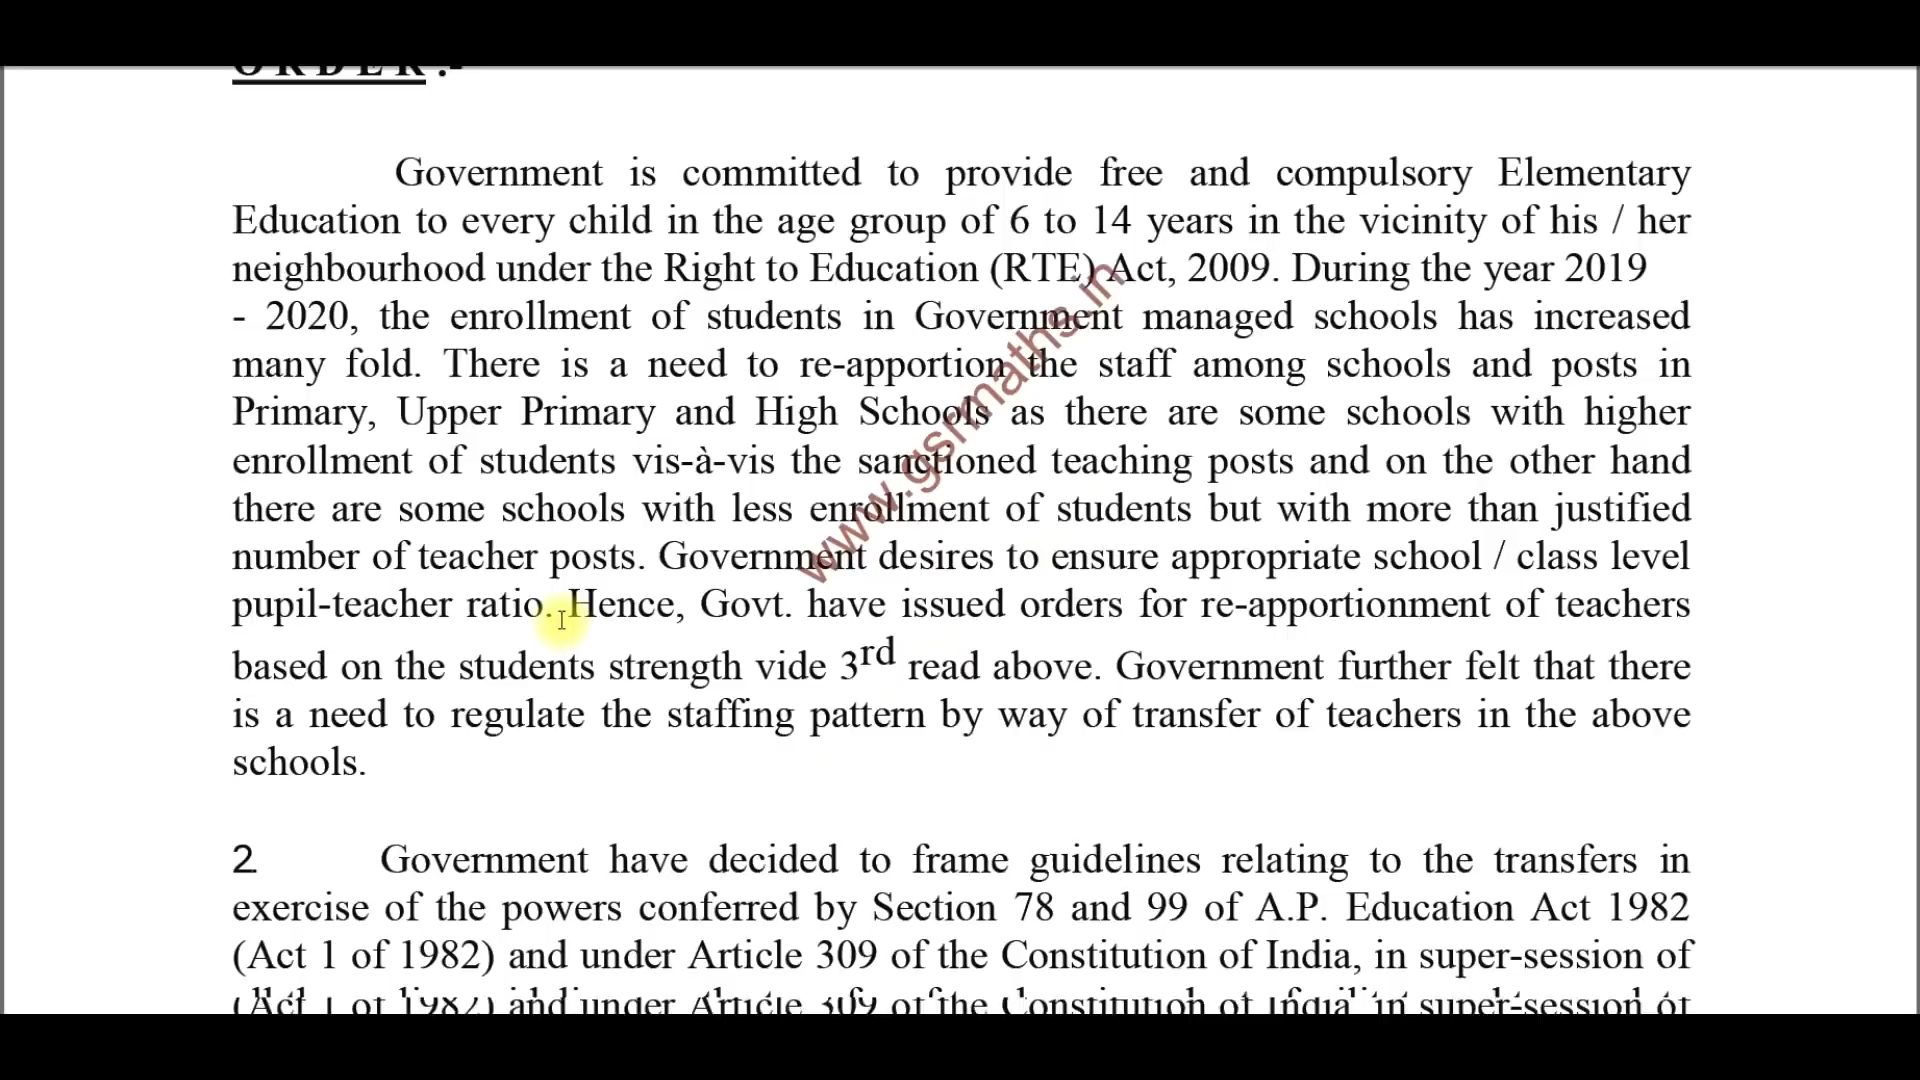 O R D E R :-
Government is committed to provide free and compulsory Elementary
Education to every child in the age group of 6 to 14 years in the vicinity of his / her
neighbourhood under the Right to Education (RTE) Act, 2009. During the year 2019
- 2020, the enrollment of students in Government managed schools has increased
many fold. There is a need to re-apportion the staff among schools and posts in
Primary, Upper Primary and High Schools as there are some schools with higher
enrollment of students vis-à-vis the sanctioned teaching posts and on the other hand
there are some schools with less enrollment of students but with more than justified
number of teacher posts. Government desires to ensure appropriate school / class level
pupil-teacher ratio. Hence, Govt. have issued orders for re-apportionment of teachers
based on the students strength vide 3rd read above. Government further felt that there
is a need to regulate the staffing pattern by way of transfer of teachers in the above
schools.
www.gsrmaths.in
2 Government have decided to frame guidelines relating to the transfers in
exercise of the powers conferred by Section 78 and 99 of A.P. Education Act 1982
(Act 1 of 1982) and under Article 309 of the Constitution of India, in super-session of